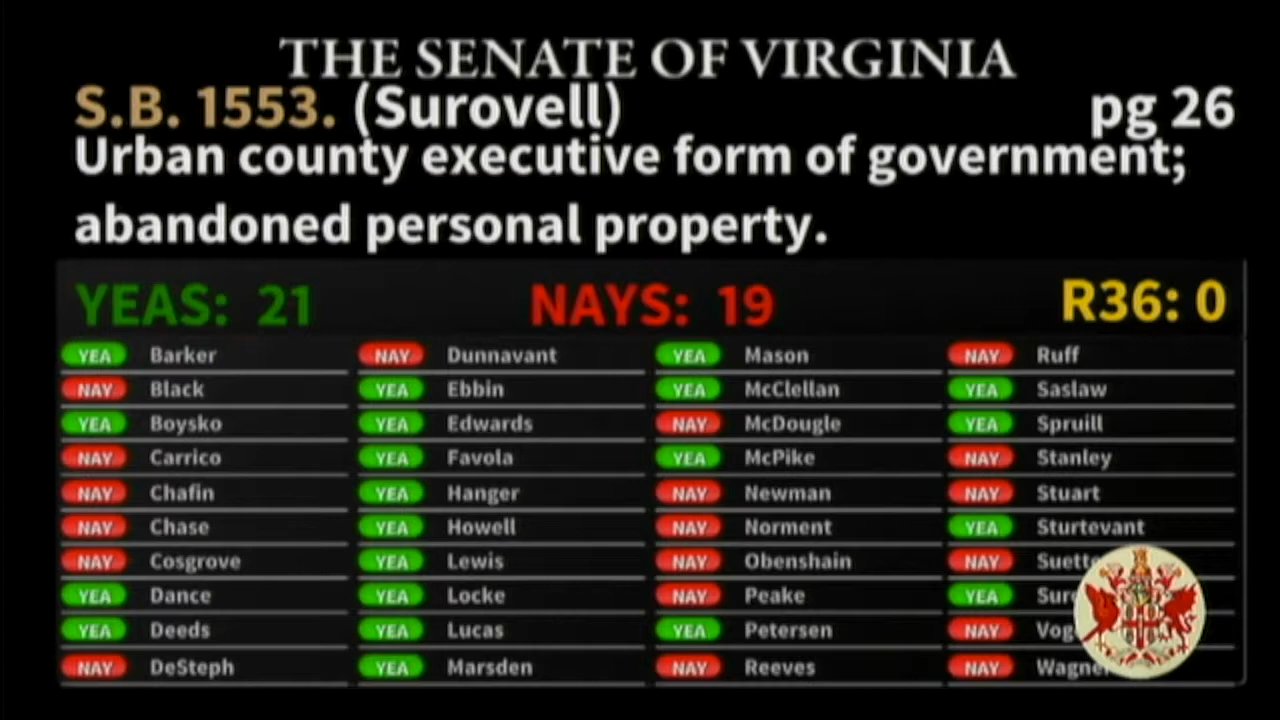 THE SENATE OF VIRGINIA
S.B. 1553. (Surovell) pg 26
Urban county executive form of government;
abandoned personal property.
YEAS: 21 NAYS: 19 R36: 0
YEA Barker NAY Dunnavant YEA Mason NAY Ruff
NAY Black YEA Ebbin YEA McClellan YEA Saslaw
YEA Boysko YEA Edwards NAY McDougle YEA Spruill
NAY Carrico YEA Favola YEA McPike NAY Stanley
NAY Chafin YEA Hanger NAY Newman NAY Stuart
NAY Chase YEA Howell NAY Norment YEA Sturtevant
NAY Cosgrove YEA Lewis NAY Obenshain NAY
YEA Dance YEA Locke NAY Peake YEA
YEA Deeds YEA Lucas YEA Petersen NAY
NAY DeSteph YEA Marsden NAY Reeves NAY Wagner